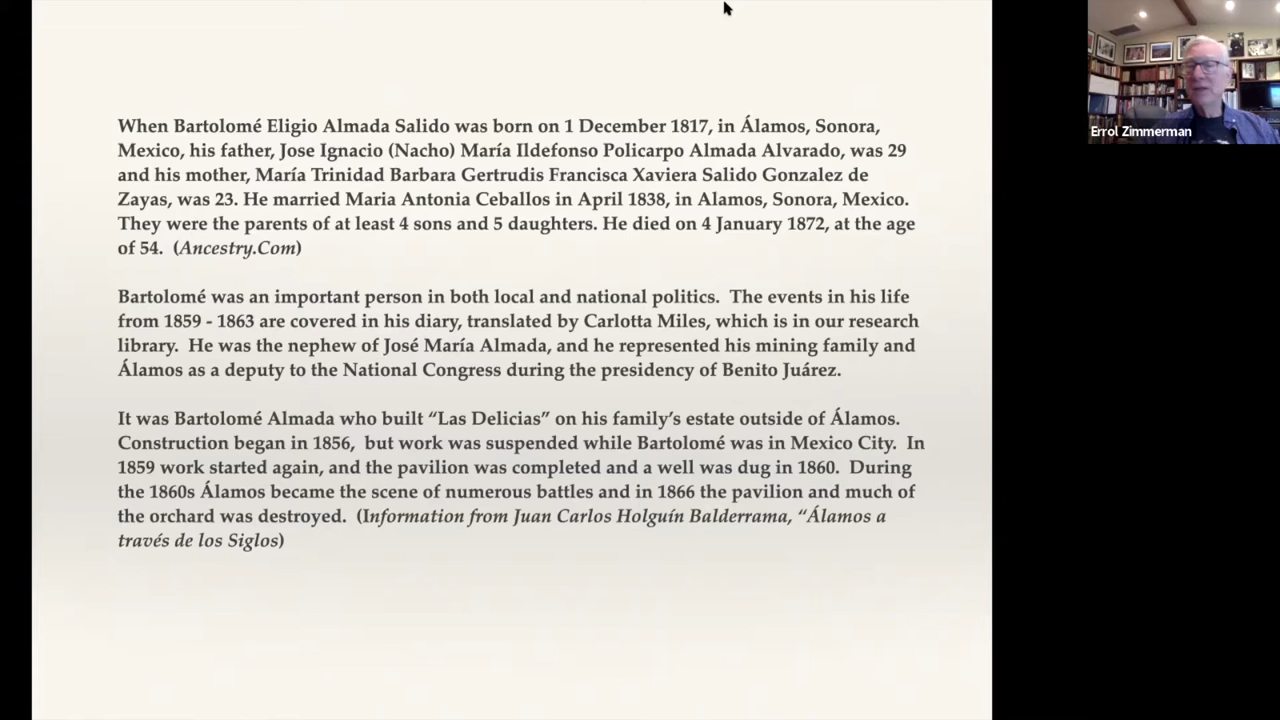 When Bartolomé Eligio Almada Salido was born on 1 December 1817, in Álamos, Sonora,
Mexico, his father, Jose Ignacio (Nacho) María Ildefonso Policarpo Almada Alvarado, was 29
and his mother, María Trinidad Barbara Gertrudis Francisca Xaviera Salido Gonzalez de
Zayas, was 23. He married Maria Antonia Ceballos in April 1838, in Alamos, Sonora, Mexico.
They were the parents of at least 4 sons and 5 daughters. He died on 4 January 1872, at the age
of 54. (Ancestry.Com)
Bartolomé was an important person in both local and national politics. The events in his life
from 1859 - 1863 are covered in his diary, translated by Carlotta Miles, which is in our research
library. He was the nephew of José María Almada, and he represented his mining family and
Álamos as a deputy to the National Congress during the presidency of Benito Juárez.
It was Bartolomé Almada who built “Las Delicias” on his family’s estate outside of Álamos.
Construction began in 1856, but work was suspended while Bartolomé was in Mexico City. In
1859 work started again, and the pavilion was completed and a well was dug in 1860. During
the 1860s Álamos became the scene of numerous battles and in 1866 the pavilion and much of
the orchard was destroyed. (Information from Juan Carlos Holguín Balderrama, “Álamos a
través de los Siglos)
Errol Zimmerman